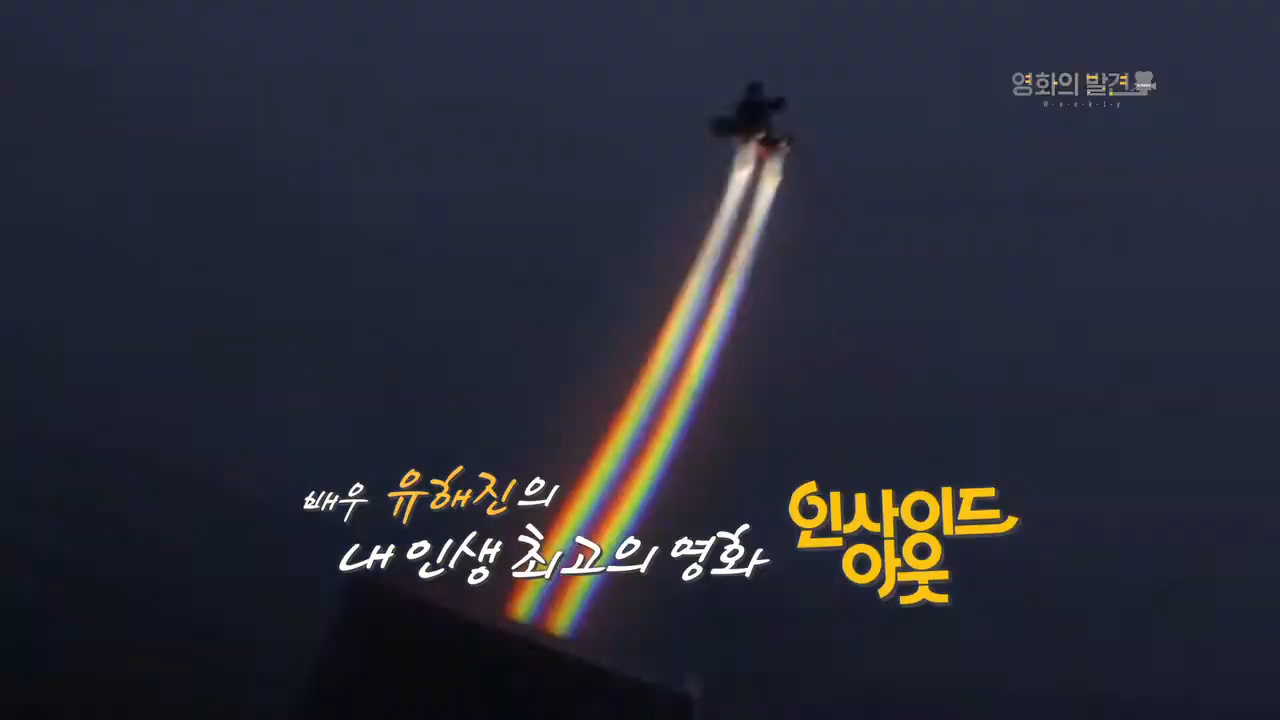 영화의 발견
Weekly
배우 유해진의
내 인생 최고의 영화
인사이드
아웃